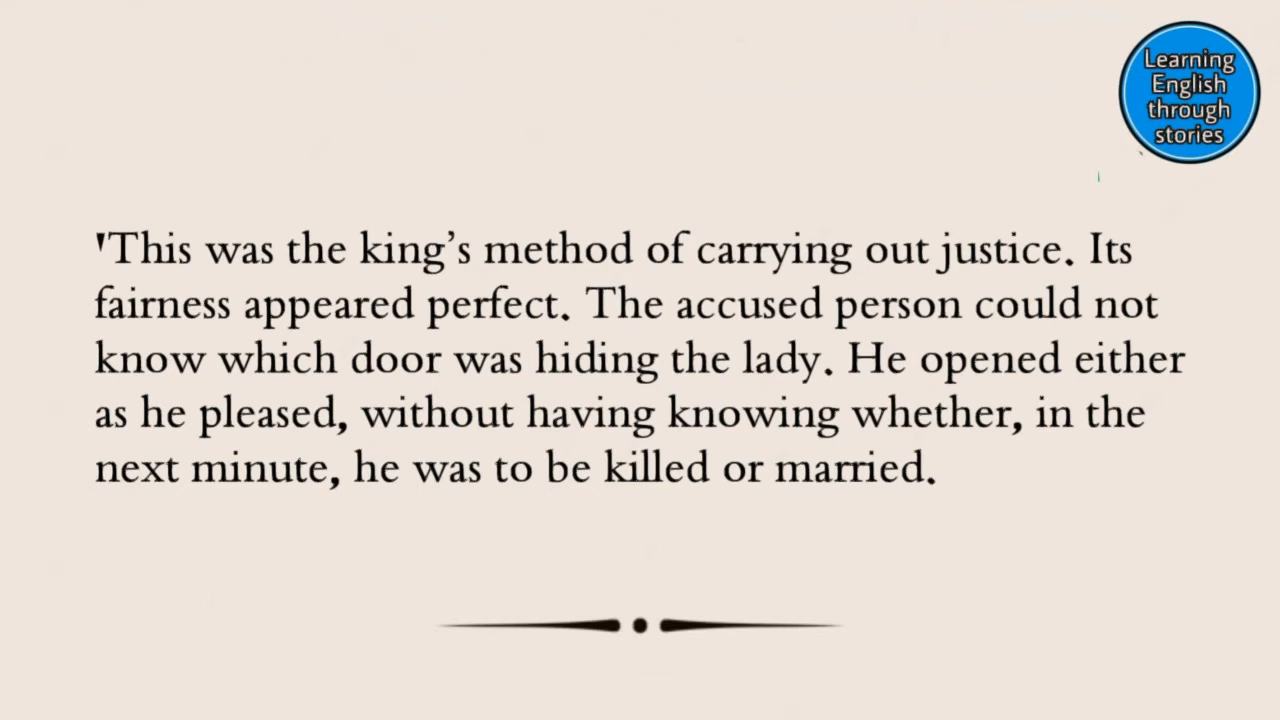 Learning
English
through
stories
'This was the king’s method of carrying out justice. Its
fairness appeared perfect. The accused person could not
know which door was hiding the lady. He opened either
as he pleased, without having knowing whether, in the
next minute, he was to be killed or married.